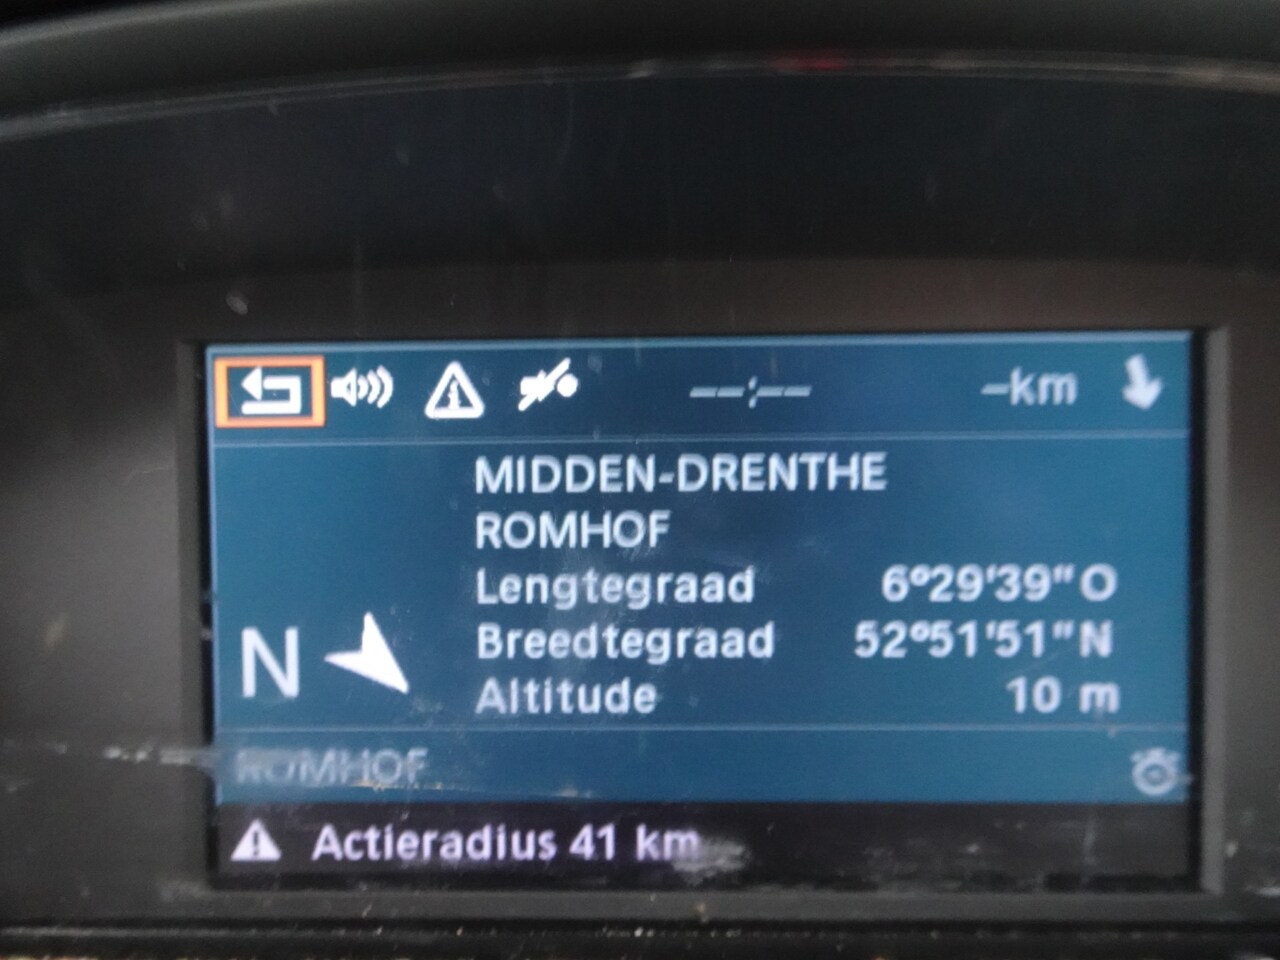 --:-- -km
MIDDEN-DRENTHE
ROMHOF
Lengtegraad 6°29'39"O
Breedtegraad 52°51'51"N
N
Altitude 10 m
ROMHOF
Actieradius 41 km